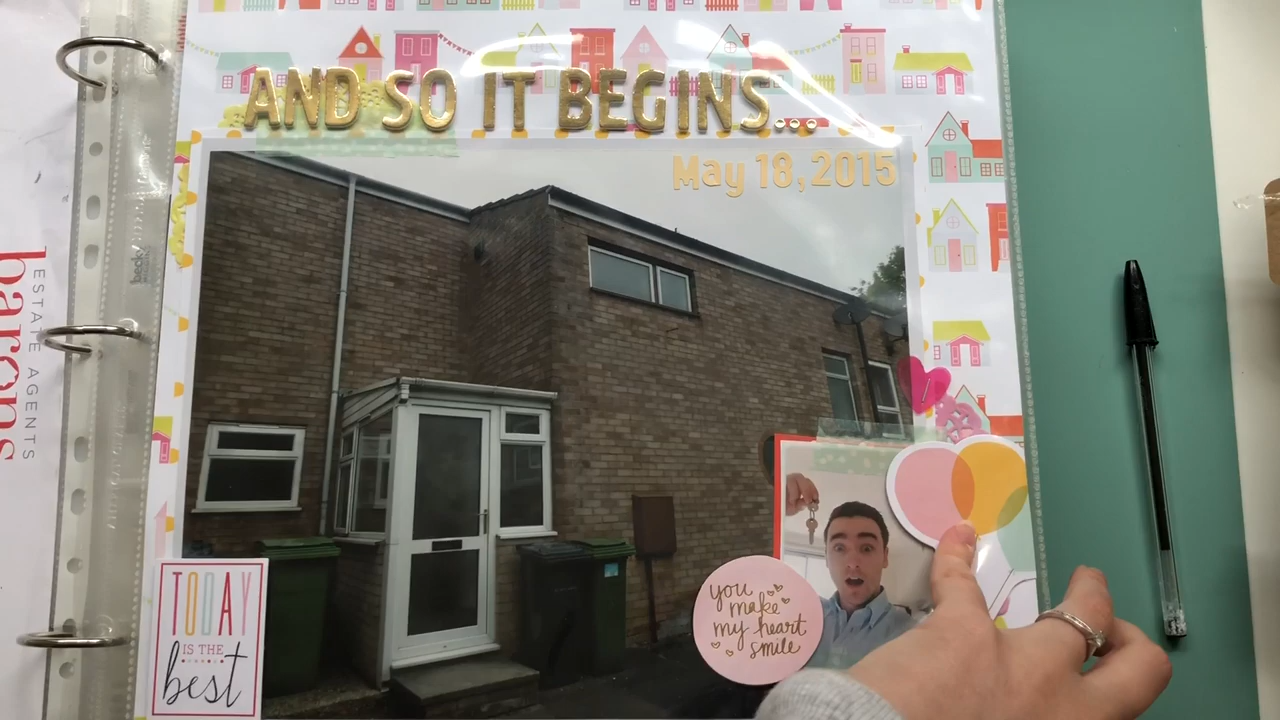 AND SO IT BEGINS...
May 18, 2015
barons
ESTATE AGENTS
TODAY
IS THE
best
you
make
my heart
smile